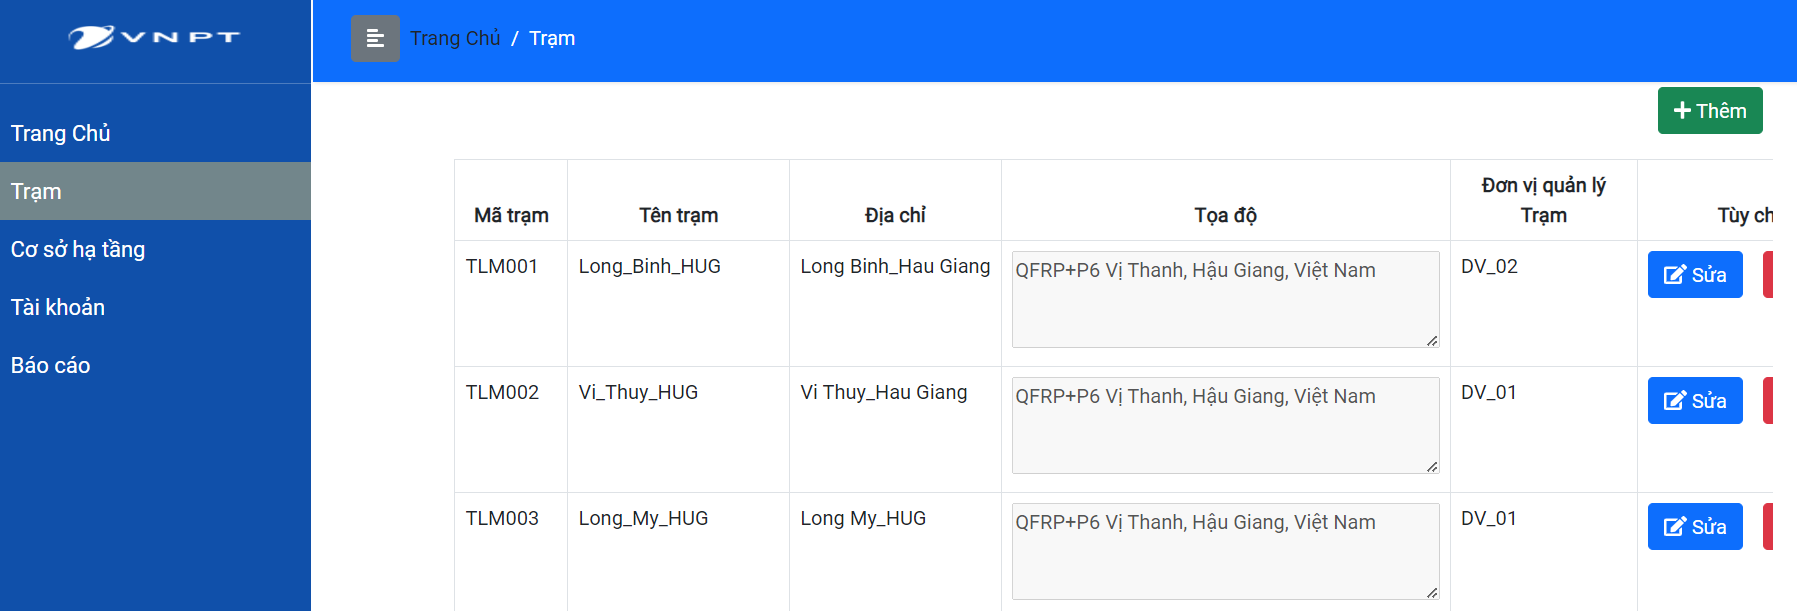 VNPT
Trang Chủ / Trạm
Trang Chủ
Trạm
Cơ sở hạ tầng
Tài khoản
Báo cáo
Thêm
Mã trạm Tên trạm Địa chỉ Tọa độ Đơn vị quản lý Trạm Tùy ch
TLM001 Long_Binh_HUG Long Binh_Hau Giang QFRP+P6 Vị Thanh, Hậu Giang, Việt Nam DV_02 Sửa
TLM002 Vi_Thuy_HUG Vi Thuy_Hau Giang QFRP+P6 Vị Thanh, Hậu Giang, Việt Nam DV_01 Sửa
TLM003 Long_My_HUG Long My_HUG QFRP+P6 Vị Thanh, Hậu Giang, Việt Nam DV_01 Sửa